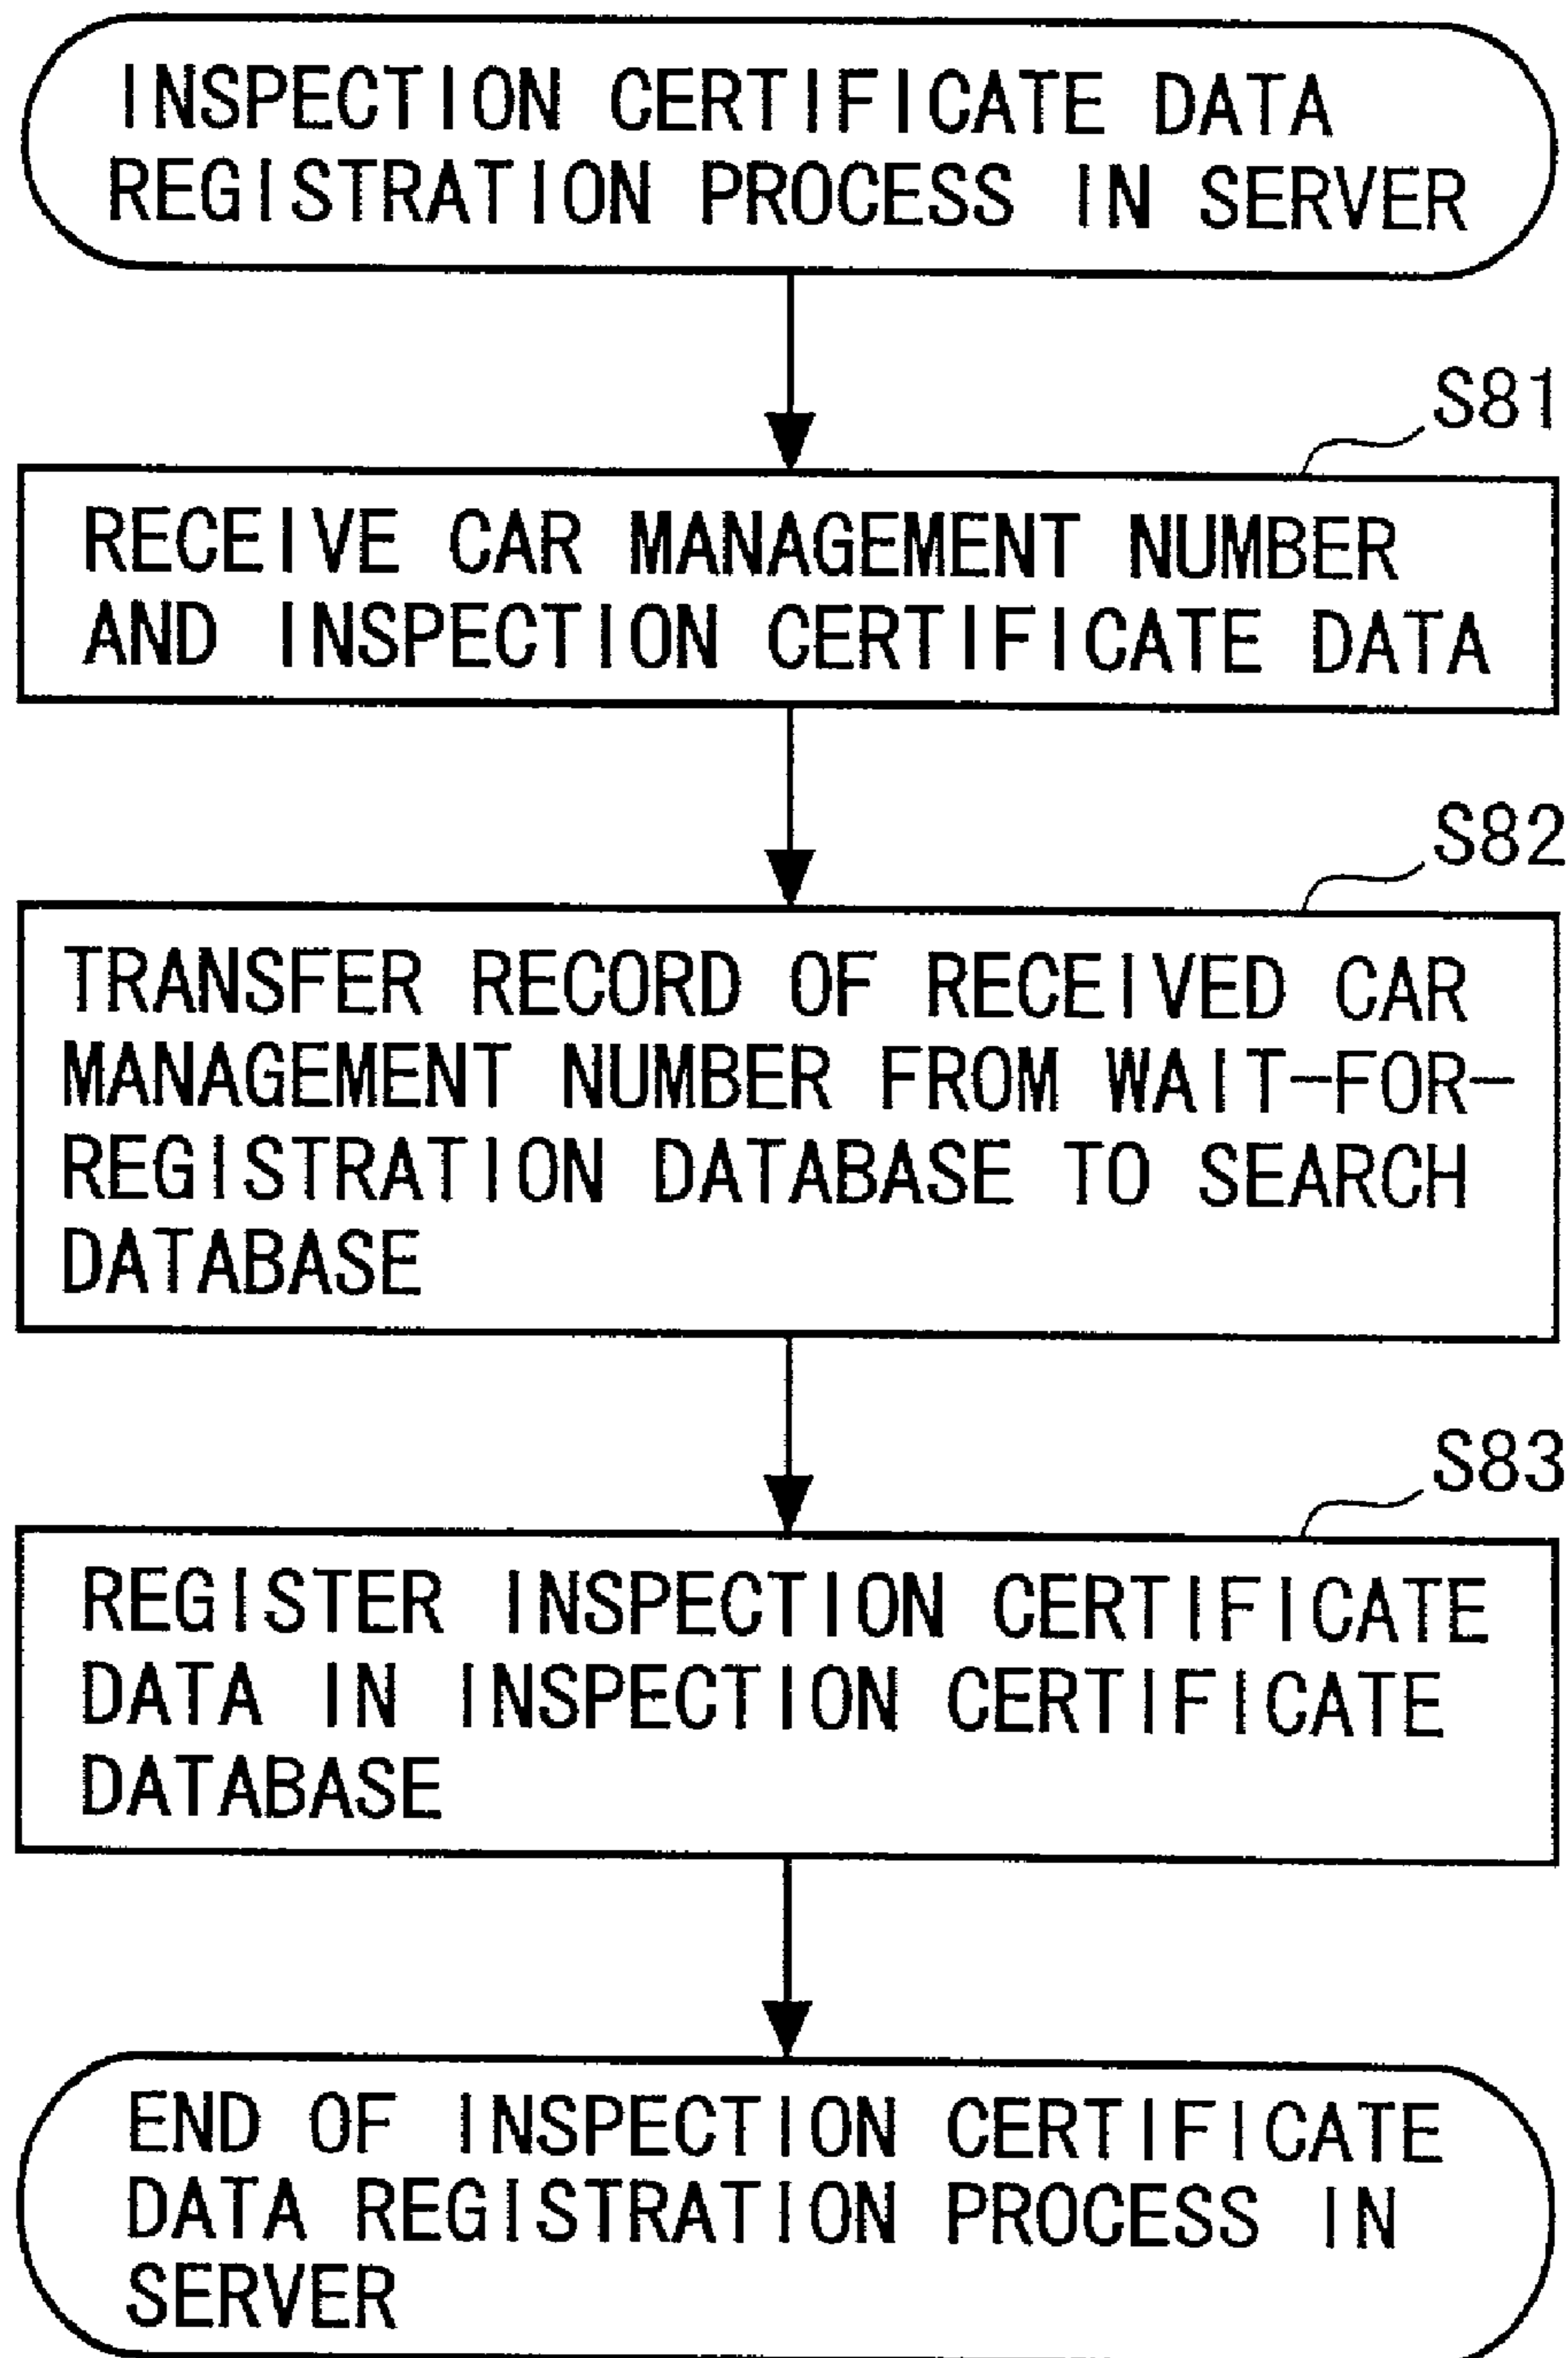 INSPECTION CERTIFICATE DATA
REGISTRATION PROCESS IN SERVER
S81
RECEIVE CAR MANAGEMENT NUMBER
AND INSPECTION CERTIFICATE DATA
S82
TRANSFER RECORD OF RECEIVED CAR
MANAGEMENT NUMBER FROM WAIT-FOR-
REGISTRATION DATABASE TO SEARCH
DATABASE
S83
REGISTER INSPECTION CERTIFICATE
DATA IN INSPECTION CERTIFICATE
DATABASE
END OF INSPECTION CERTIFICATE
DATA REGISTRATION PROCESS IN
SERVER